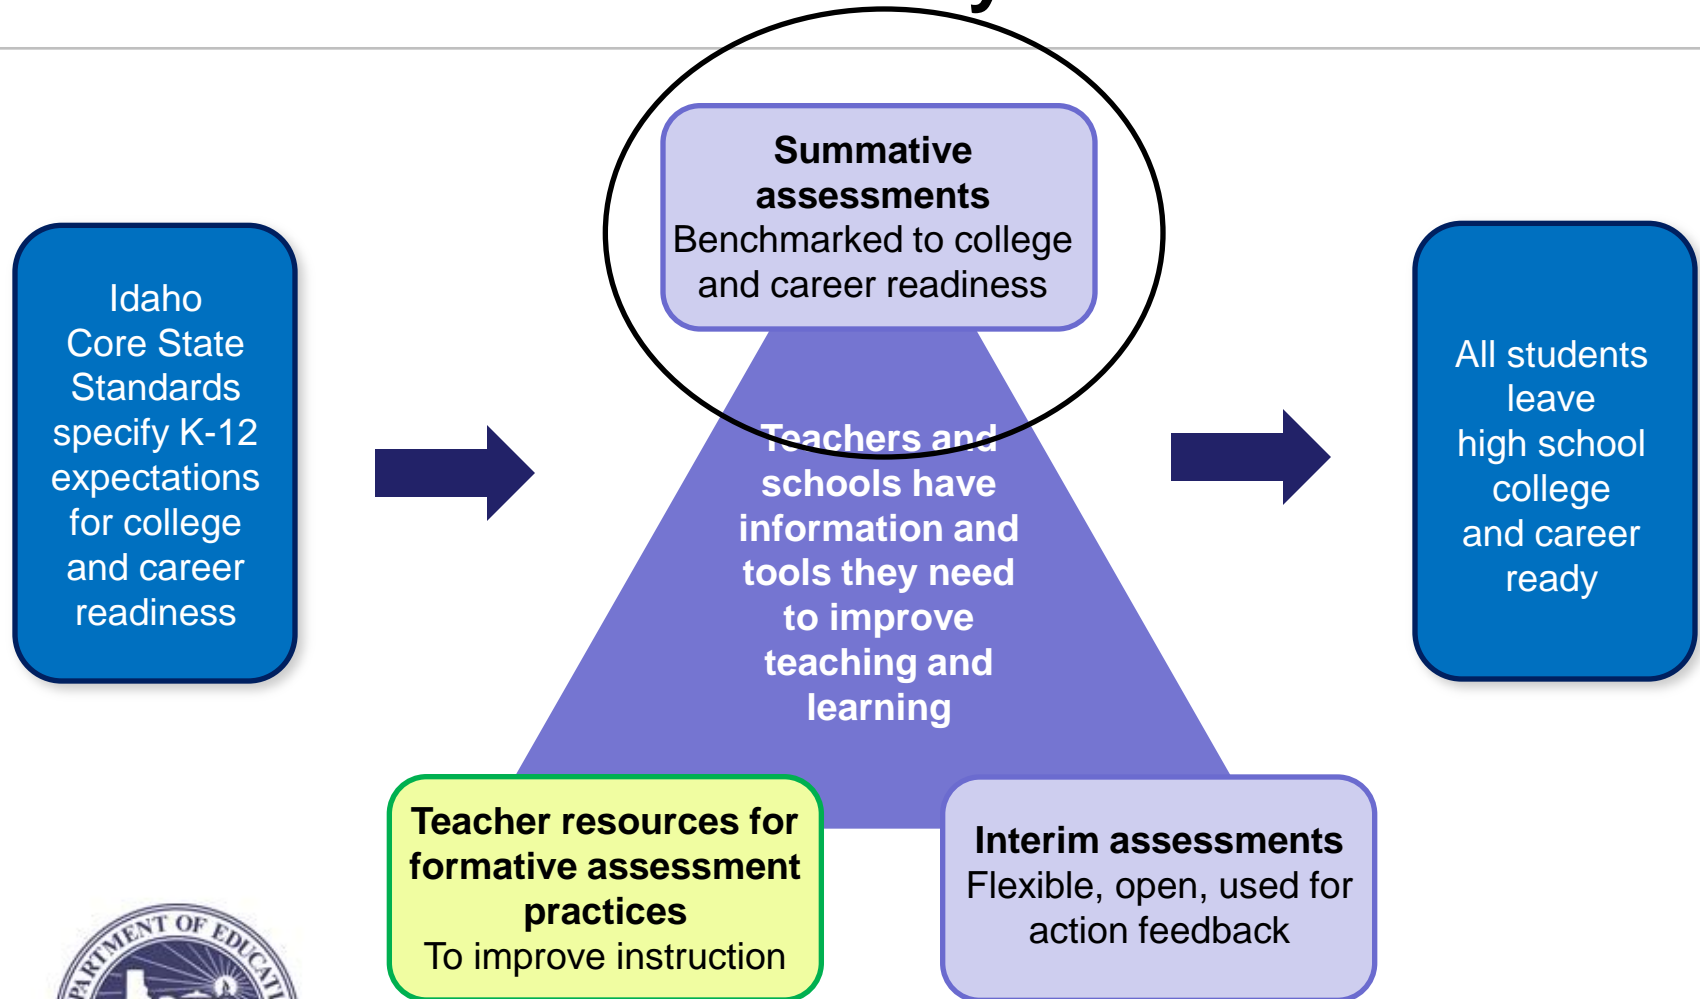 Idaho
Core State
Standards
specify K-12
expectations
for college
and career
readiness
Summative
assessments
Benchmarked to college
and career readiness
Teachers and
schools have
information and
tools they need
to improve
teaching and
learning
Teacher resources for
formative assessment
practices
To improve instruction
Interim assessments
Flexible, open, used for
action feedback
All students
leave
high school
college
and career
ready